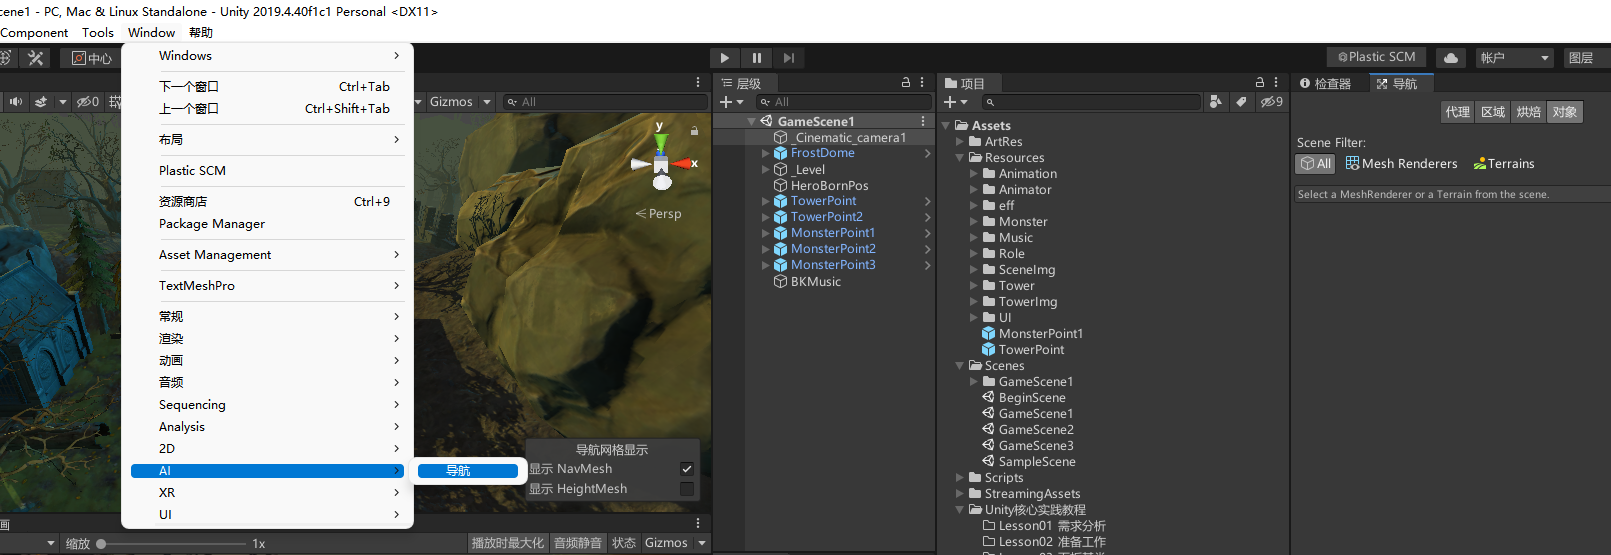 cene1 - PC, Mac & Linux Standalone - Unity 2019.4.40f1c1 Personal <DX11>
Component Tools Window 帮助
中心
Plastic SCM
帐户
图层
0
Gizmos
All
y
x
Persp
Windows
下一个窗口 Ctrl+Tab
上一个窗口 Ctrl+Shift+Tab
布局
Plastic SCM
资源商店 Ctrl+9
Package Manager
Asset Management
TextMeshPro
常规
渲染
动画
音频
Sequencing
Analysis
2D
AI
导航
XR
UI
导航网格显示
显示 NavMesh
显示 HeightMesh
画
缩放 1x
播放时最大化 音频静音 状态 Gizmos
层级
All
GameScene1
_Cinematic_camera1
FrostDome
_Level
HeroBornPos
TowerPoint
TowerPoint2
MonsterPoint1
MonsterPoint2
MonsterPoint3
BKMusic
项目
9
Assets
ArtRes
Resources
Animation
Animator
eff
Monster
Music
Role
SceneImg
Tower
TowerImg
UI
MonsterPoint1
TowerPoint
Scenes
GameScene1
BeginScene
GameScene1
GameScene2
GameScene3
SampleScene
Scripts
StreamingAssets
Unity核心实践教程
Lesson01 需求分析
Lesson02 准备工作
检查器 导航
代理 区域 烘焙 对象
Scene Filter:
All Mesh Renderers Terrains
Select a MeshRenderer or a Terrain from the scene.